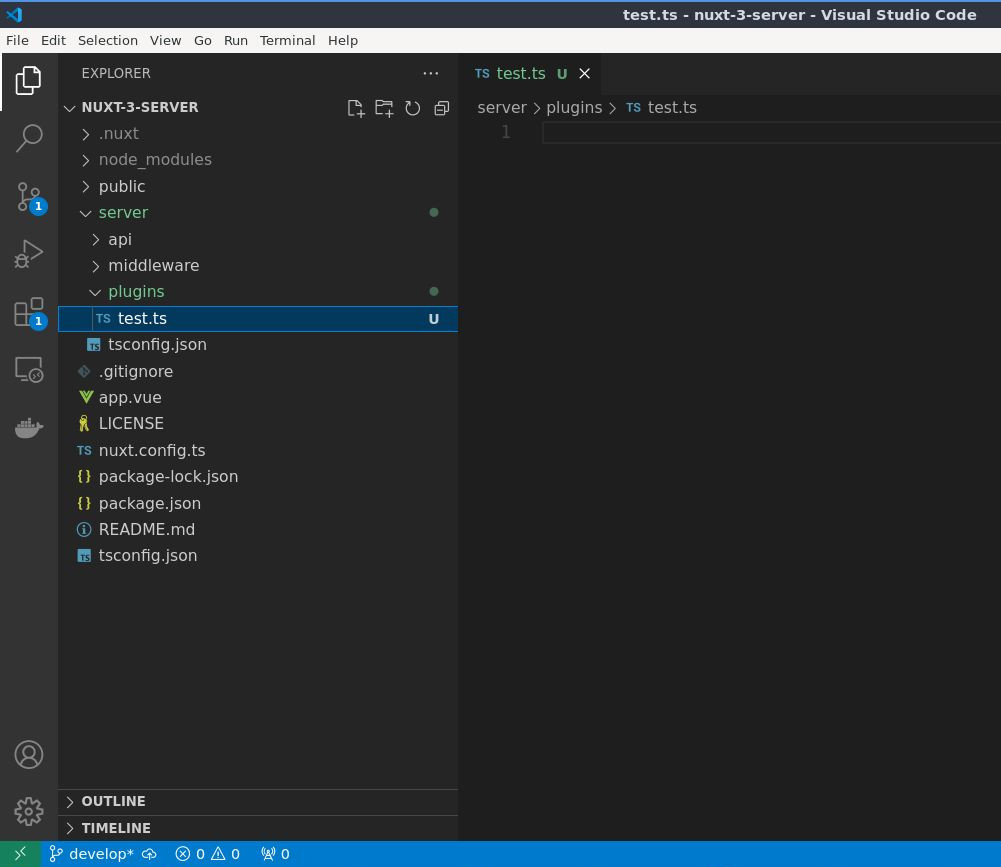 test.ts - nuxt-3-server - Visual Studio Code
File Edit Selection View Go Run Terminal Help
EXPLORER
NUXT-3-SERVER
.nuxt
node_modules
public
server
api
middleware
plugins
TS test.ts U
TS tsconfig.json
.gitignore
app.vue
LICENSE
TS nuxt.config.ts
{} package-lock.json
{} package.json
README.md
TS tsconfig.json
OUTLINE
TIMELINE
1
1
TS test.ts U
server > plugins > TS test.ts
1
develop* 0 0 0